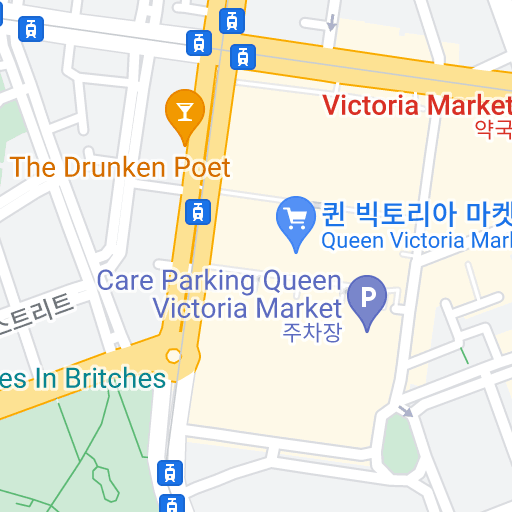 Victoria Market
약국
The Drunken Poet
퀸 빅토리아 마켓
Queen Victoria Mar
Care Parking Queen
Victoria Market
P
주차장
스트리트
es In Britches